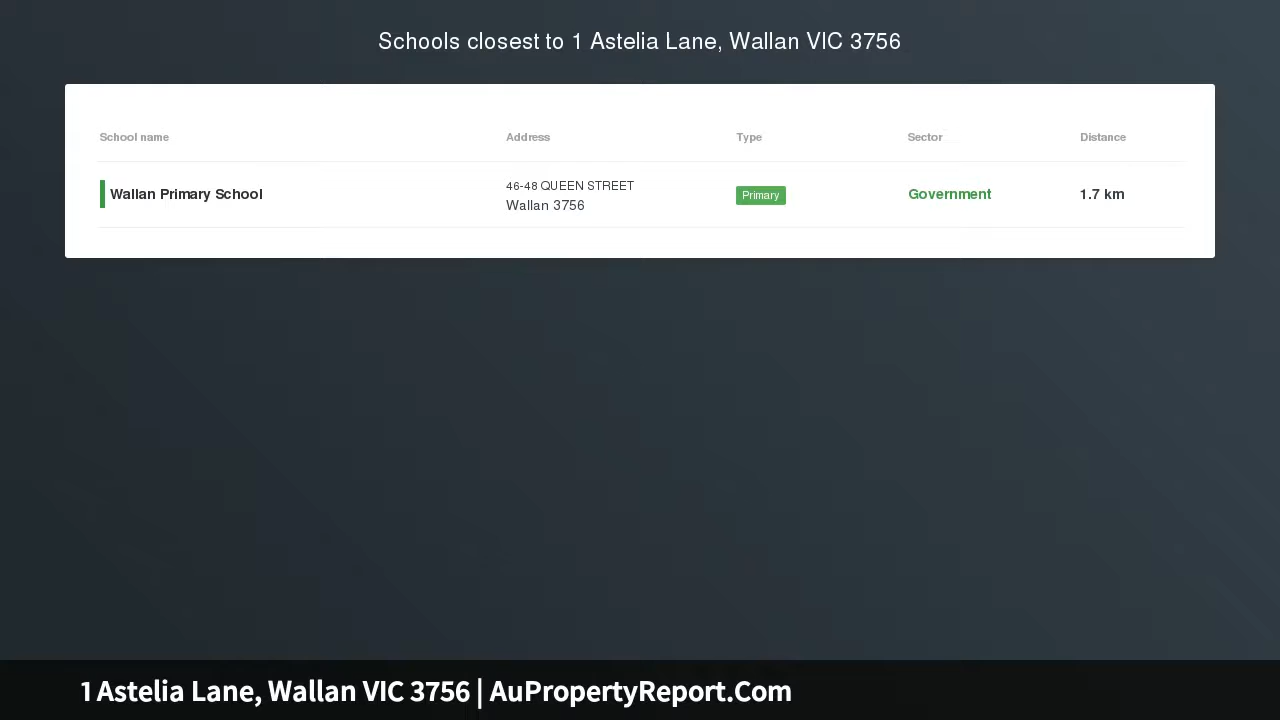 Schools closest to 1 Astelia Lane, Wallan VIC 3756
School name Address Type Sector Distance
Wallan Primary School 46-48 QUEEN STREET Primary Government 1.7 km
Wallan 3756
1 Astelia Lane, Wallan VIC 3756 | AuPropertyReport.Com